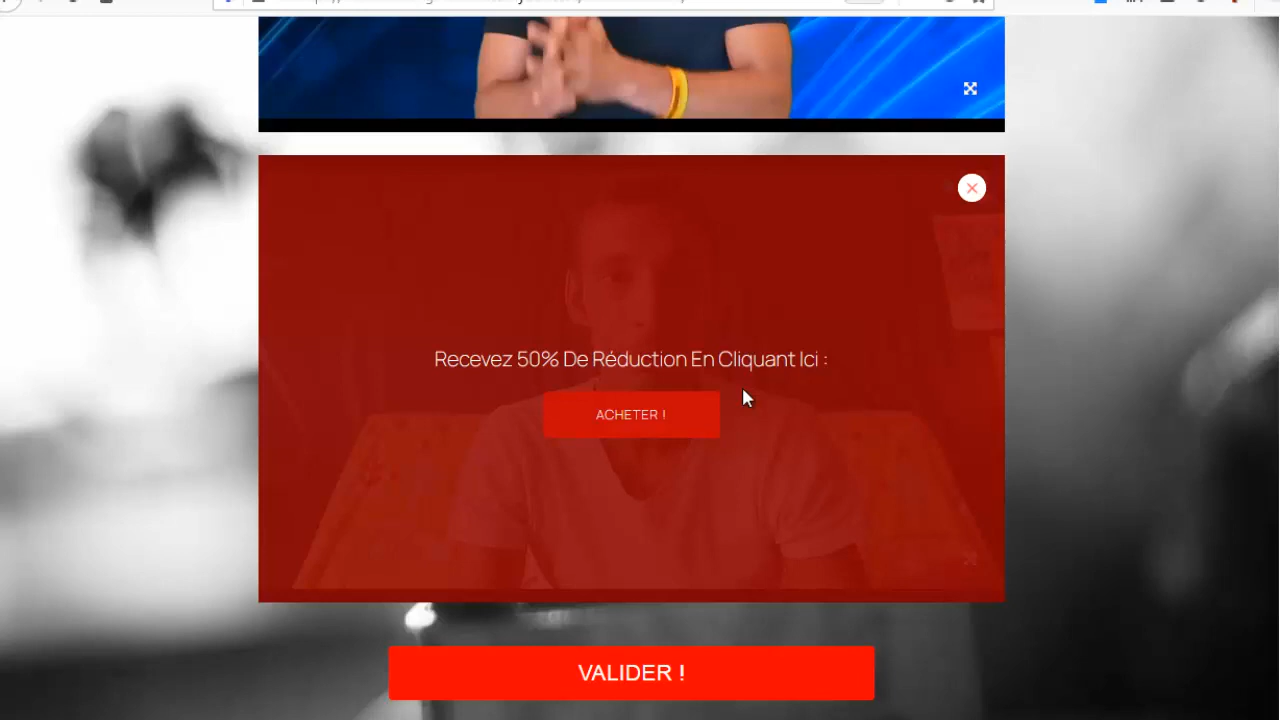 Recevez 50% De Réduction En Cliquant Ici :
ACHETER !
VALIDER !